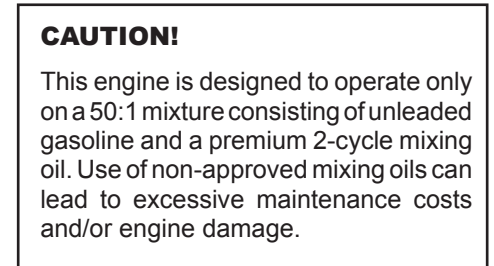 CAUTION!
This engine is designed to operate only
on a 50:1 mixture consisting of unleaded
gasoline and a premium 2-cycle mixing
oil. Use of non-approved mixing oils can
lead to excessive maintenance costs
and/or engine damage.